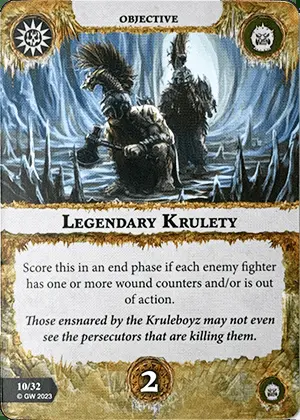 OBJECTIVE
LEGENDARY KRULETY
Score this in an end phase if each enemy fighter
has one or more wound counters and/or is out
of action.
Those ensnared by the Kruleboyz may not even
see the persecutors that are killing them.
10/32
© GW 2023
2